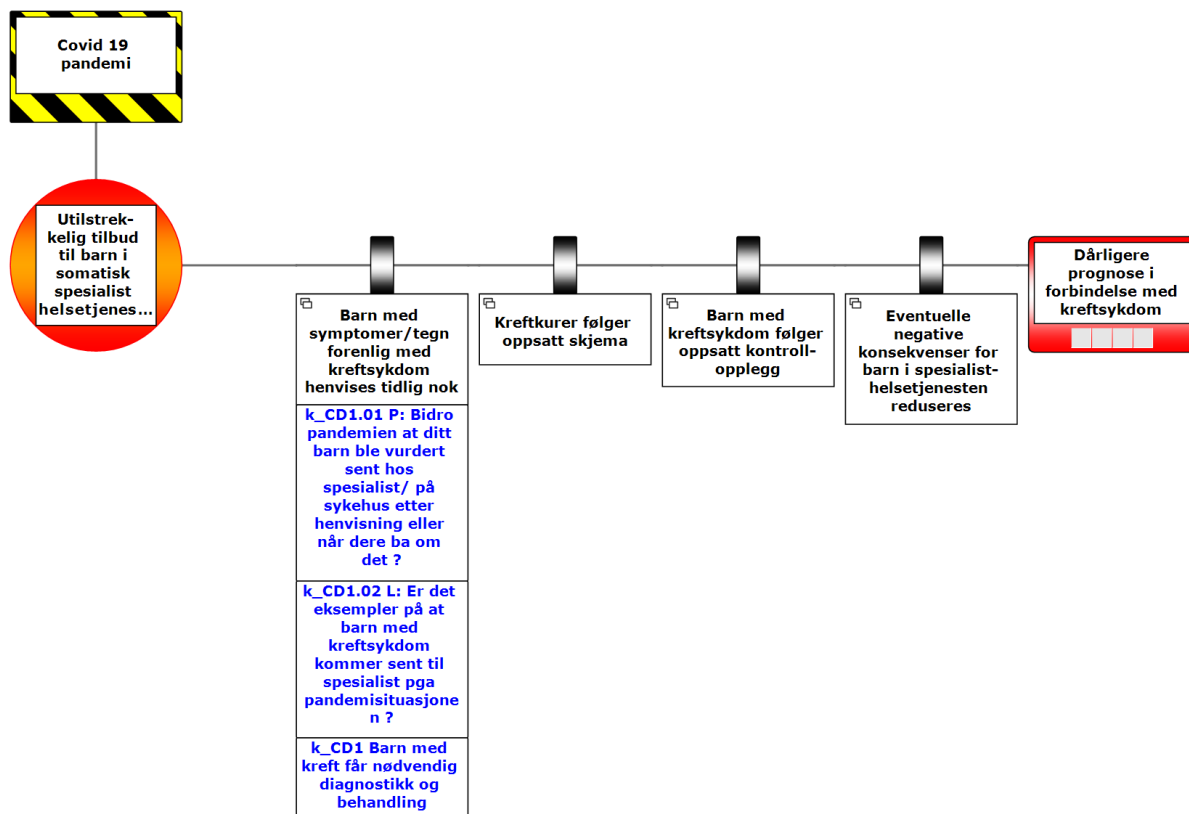 Covid 19
pandemi
Utilstrek-
kelig tilbud
til barn i
somatisk
spesialist
helsetjenes...
Barn med
symptomer/tegn
forenlig med
kreftsykdom
henvises tidlig nok
k_CD1.01 P: Bidro
pandemien at ditt
barn ble vurdert
sent hos
spesialist/ på
sykehus etter
henvisning eller
når dere ba om
det ?
k_CD1.02 L: Er det
eksempler på at
barn med
kreftsykdom
kommer sent til
spesialist pga
pandemisituasjone
n ?
k_CD1 Barn med
kreft får nødvendig
diagnostikk og
behandling
Kreftkurer følger
oppsatt skjema
Barn med
kreftsykdom følger
oppsatt kontroll-
opplegg
Eventuelle
negative
konsekvenser for
barn i spesialist-
helsetjenesten
reduseres
Dårligere
prognose i
forbindelse med
kreftsykdom